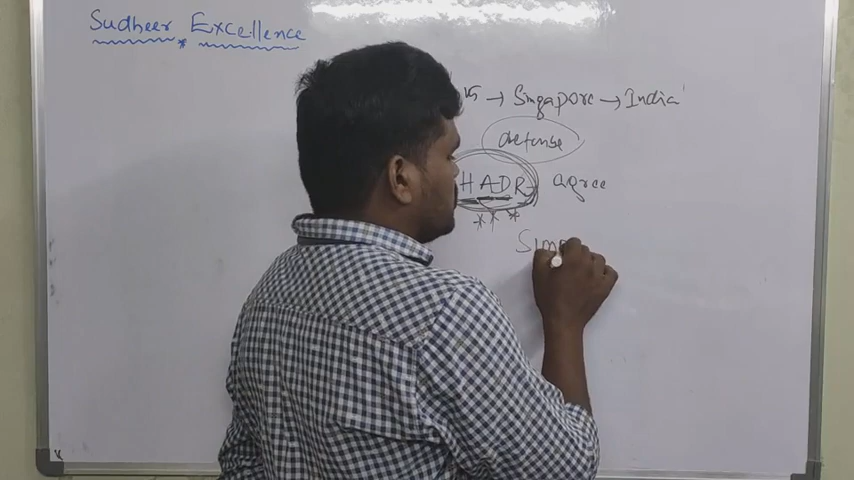 Sudheer Excellence
→ Singapore → India
defense
HADR agree